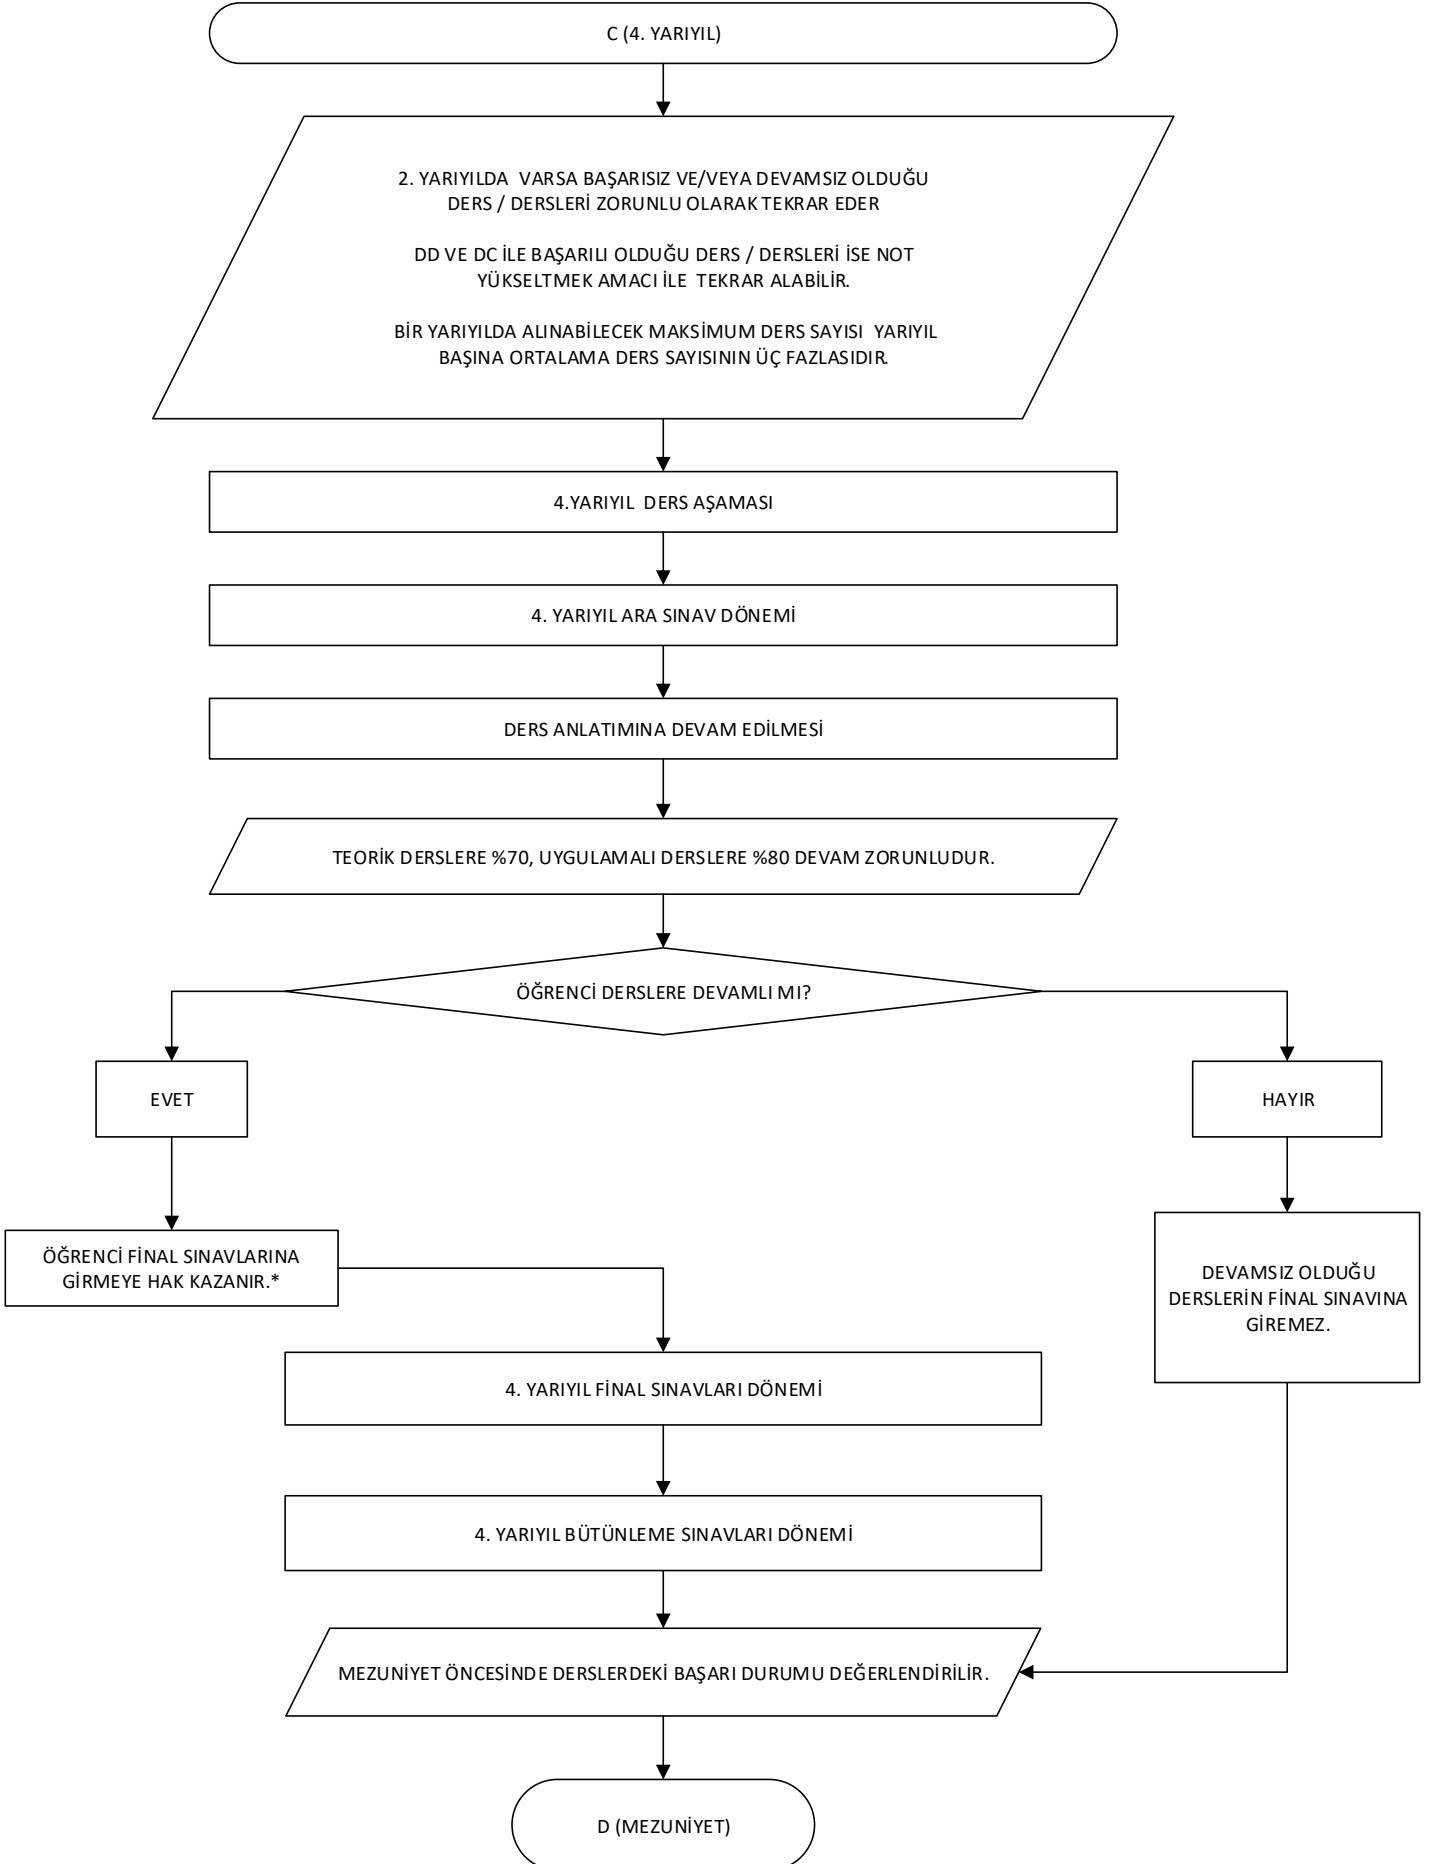 C (4. YARIYIL)
2. YARIYILDA VARSA BAŞARISIZ VE/VEYA DEVAMSIZ OLDUĞU
DERS / DERSLERİ ZORUNLU OLARAK TEKRAR EDER
DD VE DC İLE BAŞARILI OLDUĞU DERS / DERSLERİ İSE NOT
YÜKSELTMEK AMACI İLE TEKRAR ALABİLİR.
BİR YARIYILDA ALINABİLECEK MAKSİMUM DERS SAYISI YARIYIL
BAŞINA ORTALAMA DERS SAYISININ ÜÇ FAZLASIDIR.
4.YARIYIL DERS AŞAMASI
4. YARIYIL ARA SINAV DÖNEMİ
DERS ANLATIMINA DEVAM EDİLMESİ
TEORİK DERSLERE %70, UYGULAMALI DERSLERE %80 DEVAM ZORUNLUDUR.
ÖĞRENCİ DERSLERE DEVAMLI MI?
EVET
HAYIR
ÖĞRENCİ FİNAL SINAVLARINA
GİRMEYE HAK KAZANIR.*
DEVAMSIZ OLDUĞU
DERSLERİN FİNAL SINAVINA
GİREMEZ.
4. YARIYIL FİNAL SINAVLARI DÖNEMİ
4. YARIYIL BÜTÜNLEME SINAVLARI DÖNEMİ
MEZUNİYET ÖNCESİNDE DERSLERDEKİ BAŞARI DURUMU DEĞERLENDİRİLİR.
D (MEZUNİYET)